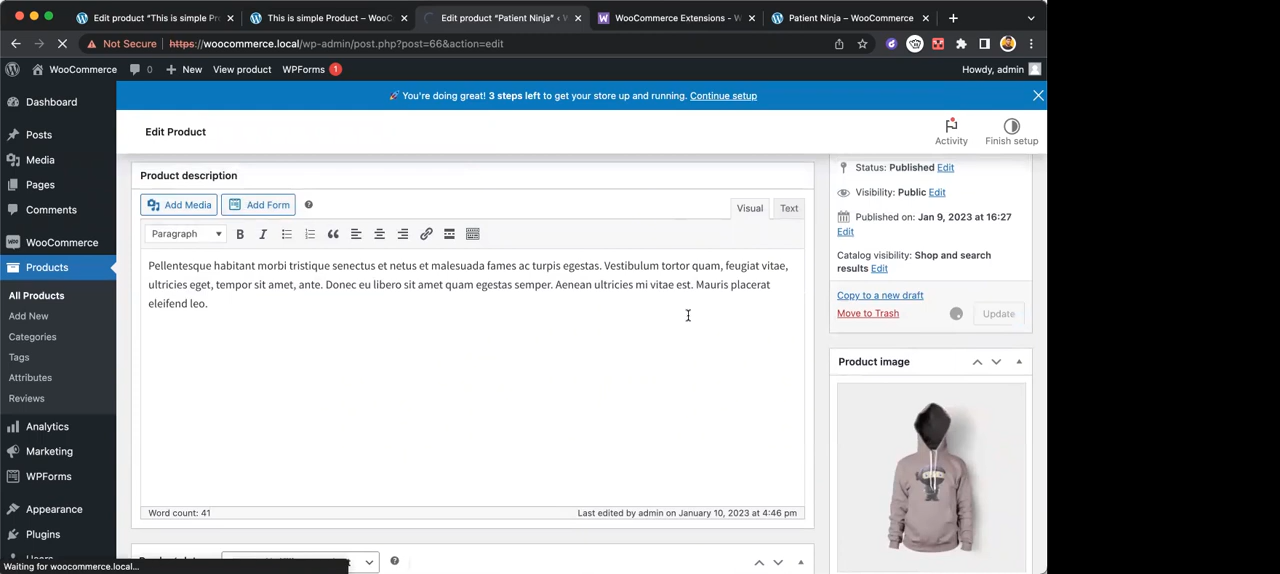 Edit product “This is simple Pr
This is simple Product – WooC
Edit product “Patient Ninja” ‹ W
WooCommerce Extensions - W
Patient Ninja – WooCommerce
Not Secure
https://woocommerce.local/wp-admin/post.php?post=66&action=edit
WooCommerce
0
New
View product
WPForms
1
Howdy, admin
You're doing great! 3 steps left to get your store up and running. Continue setup
Edit Product
Activity
Finish setup
Dashboard
Posts
Media
Pages
Comments
WooCommerce
Products
All Products
Add New
Categories
Tags
Attributes
Reviews
Analytics
Marketing
WPForms
Appearance
Plugins
Product description
Add Media
Add Form
Visual
Text
Paragraph
B
I
Pellentesque habitant morbi tristique senectus et netus et malesuada fames ac turpis egestas. Vestibulum tortor quam, feugiat vitae,
ultricies eget, tempor sit amet, ante. Donec eu libero sit amet quam egestas semper. Aenean ultricies mi vitae est. Mauris placerat
eleifend leo.
Word count: 41
Last edited by admin on January 10, 2023 at 4:46 pm
Status: Published Edit
Visibility: Public Edit
Published on: Jan 9, 2023 at 16:27
Edit
Catalog visibility: Shop and search
results Edit
Copy to a new draft
Move to Trash
Update
Product image
Waiting for woocommerce.local...